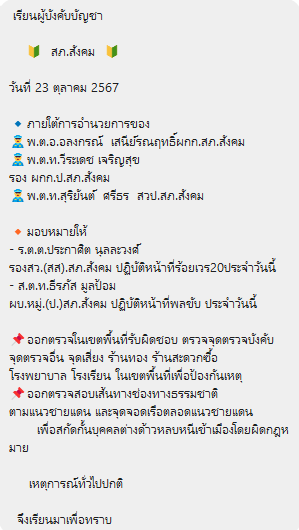 เรียนผู้บังคับบัญชา
🔰 สภ.สังคม 🔰
วันที่ 23 ตุลาคม 2567
🔹ภายใต้การอำนวยการของ
👮‍♂️พ.ต.อ.อลงกรณ์ เสนีย์รณฤทธิ์ผกก.สภ.สังคม
👮‍♂️พ.ต.ท.วีระเดช เจริญสุข
รอง ผกก.ป.สภ.สังคม
👮‍♂️พ.ต.ท.สุริยันต์ ศรีธร สวป.สภ.สังคม
🔸มอบหมายให้
- ร.ต.ต.ประกาศิต นุลละวงศ์
รองสว.(สส).สภ.สังคม ปฏิบัติหน้าที่ร้อยเวร20ประจำวันนี้
- ส.ต.ท.ธีรภัส มูลป้อม
ผบ.หมู่.(ป.)สภ.สังคม ปฏิบัติหน้าที่พลขับ ประจำวันนี้
📌ออกตรวจในเขตพื้นที่รับผิดชอบ ตรวจจุดตรวจบังคับ
จุดตรวจอื่น จุดเสี่ยง ร้านทอง ร้านสะดวกซื้อ
โรงพยาบาล โรงเรียน ในเขตพื้นที่เพื่อป้องกันเหตุ
📌ออกตรวจสอบเส้นทางช่องทางธรรมชาติ
ตามแนวชายแดน และจุดจอดเรือตลอดแนวชายแดน
เพื่อสกัดกั้นบุคคลต่างด้าวหลบหนีเข้าเมืองโดยผิดกฎห
มาย
เหตุการณ์ทั่วไปปกติ
จึงเรียนมาเพื่อทราบ